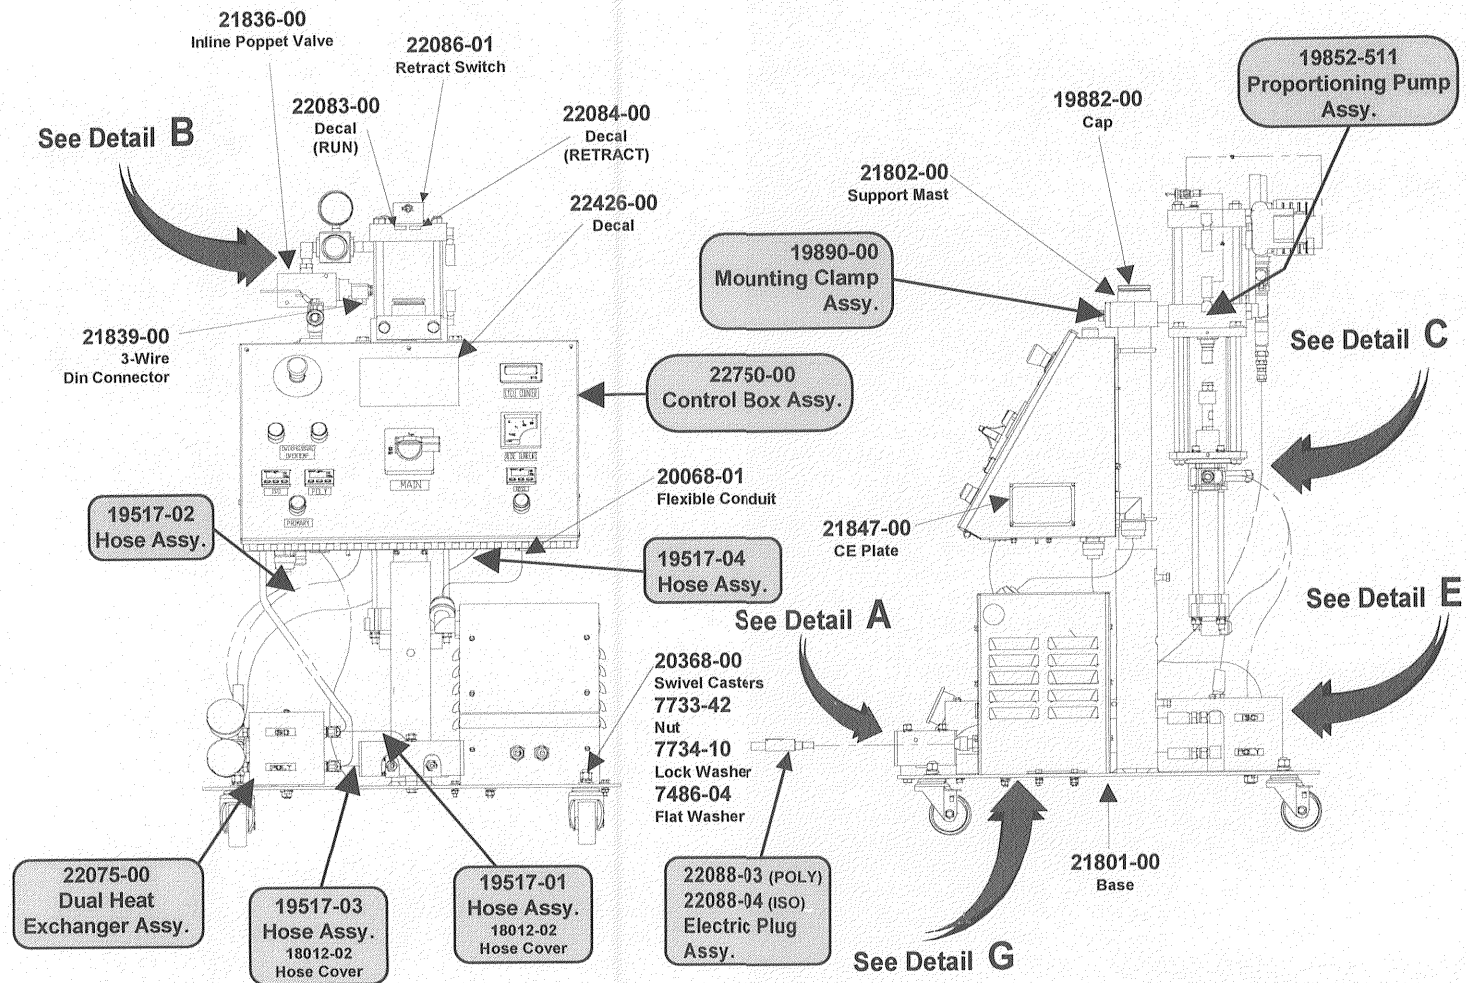 21836-00
Inline Poppet Valve
22086-01
Retract Switch
22083-00
Decal
(RUN)
22084-00
Decal
(RETRACT)
22426-00
Decal
See Detail B
21839-00
3-Wire
Din Connector
19882-00
Cap
21802-00
Support Mast
19852-511
Proportioning Pump
Assy.
19890-00
Mounting Clamp
Assy.
See Detail C
22750-00
Control Box Assy.
CYCLE COUNTER
MAIN
ISO
POLY
PRIMARY
HOSE
20068-01
Flexible Conduit
21847-00
CE Plate
19517-02
Hose Assy.
19517-04
Hose Assy.
See Detail A
See Detail E
20368-00
Swivel Casters
7733-42
Nut
7734-10
Lock Washer
7486-04
Flat Washer
ISO
POLY
ISO
POLY
22075-00
Dual Heat
Exchanger Assy.
19517-03
Hose Assy.
18012-02
Hose Cover
19517-01
Hose Assy.
18012-02
Hose Cover
22088-03 (POLY)
22088-04 (ISO)
Electric Plug
Assy.
21801-00
Base
See Detail G